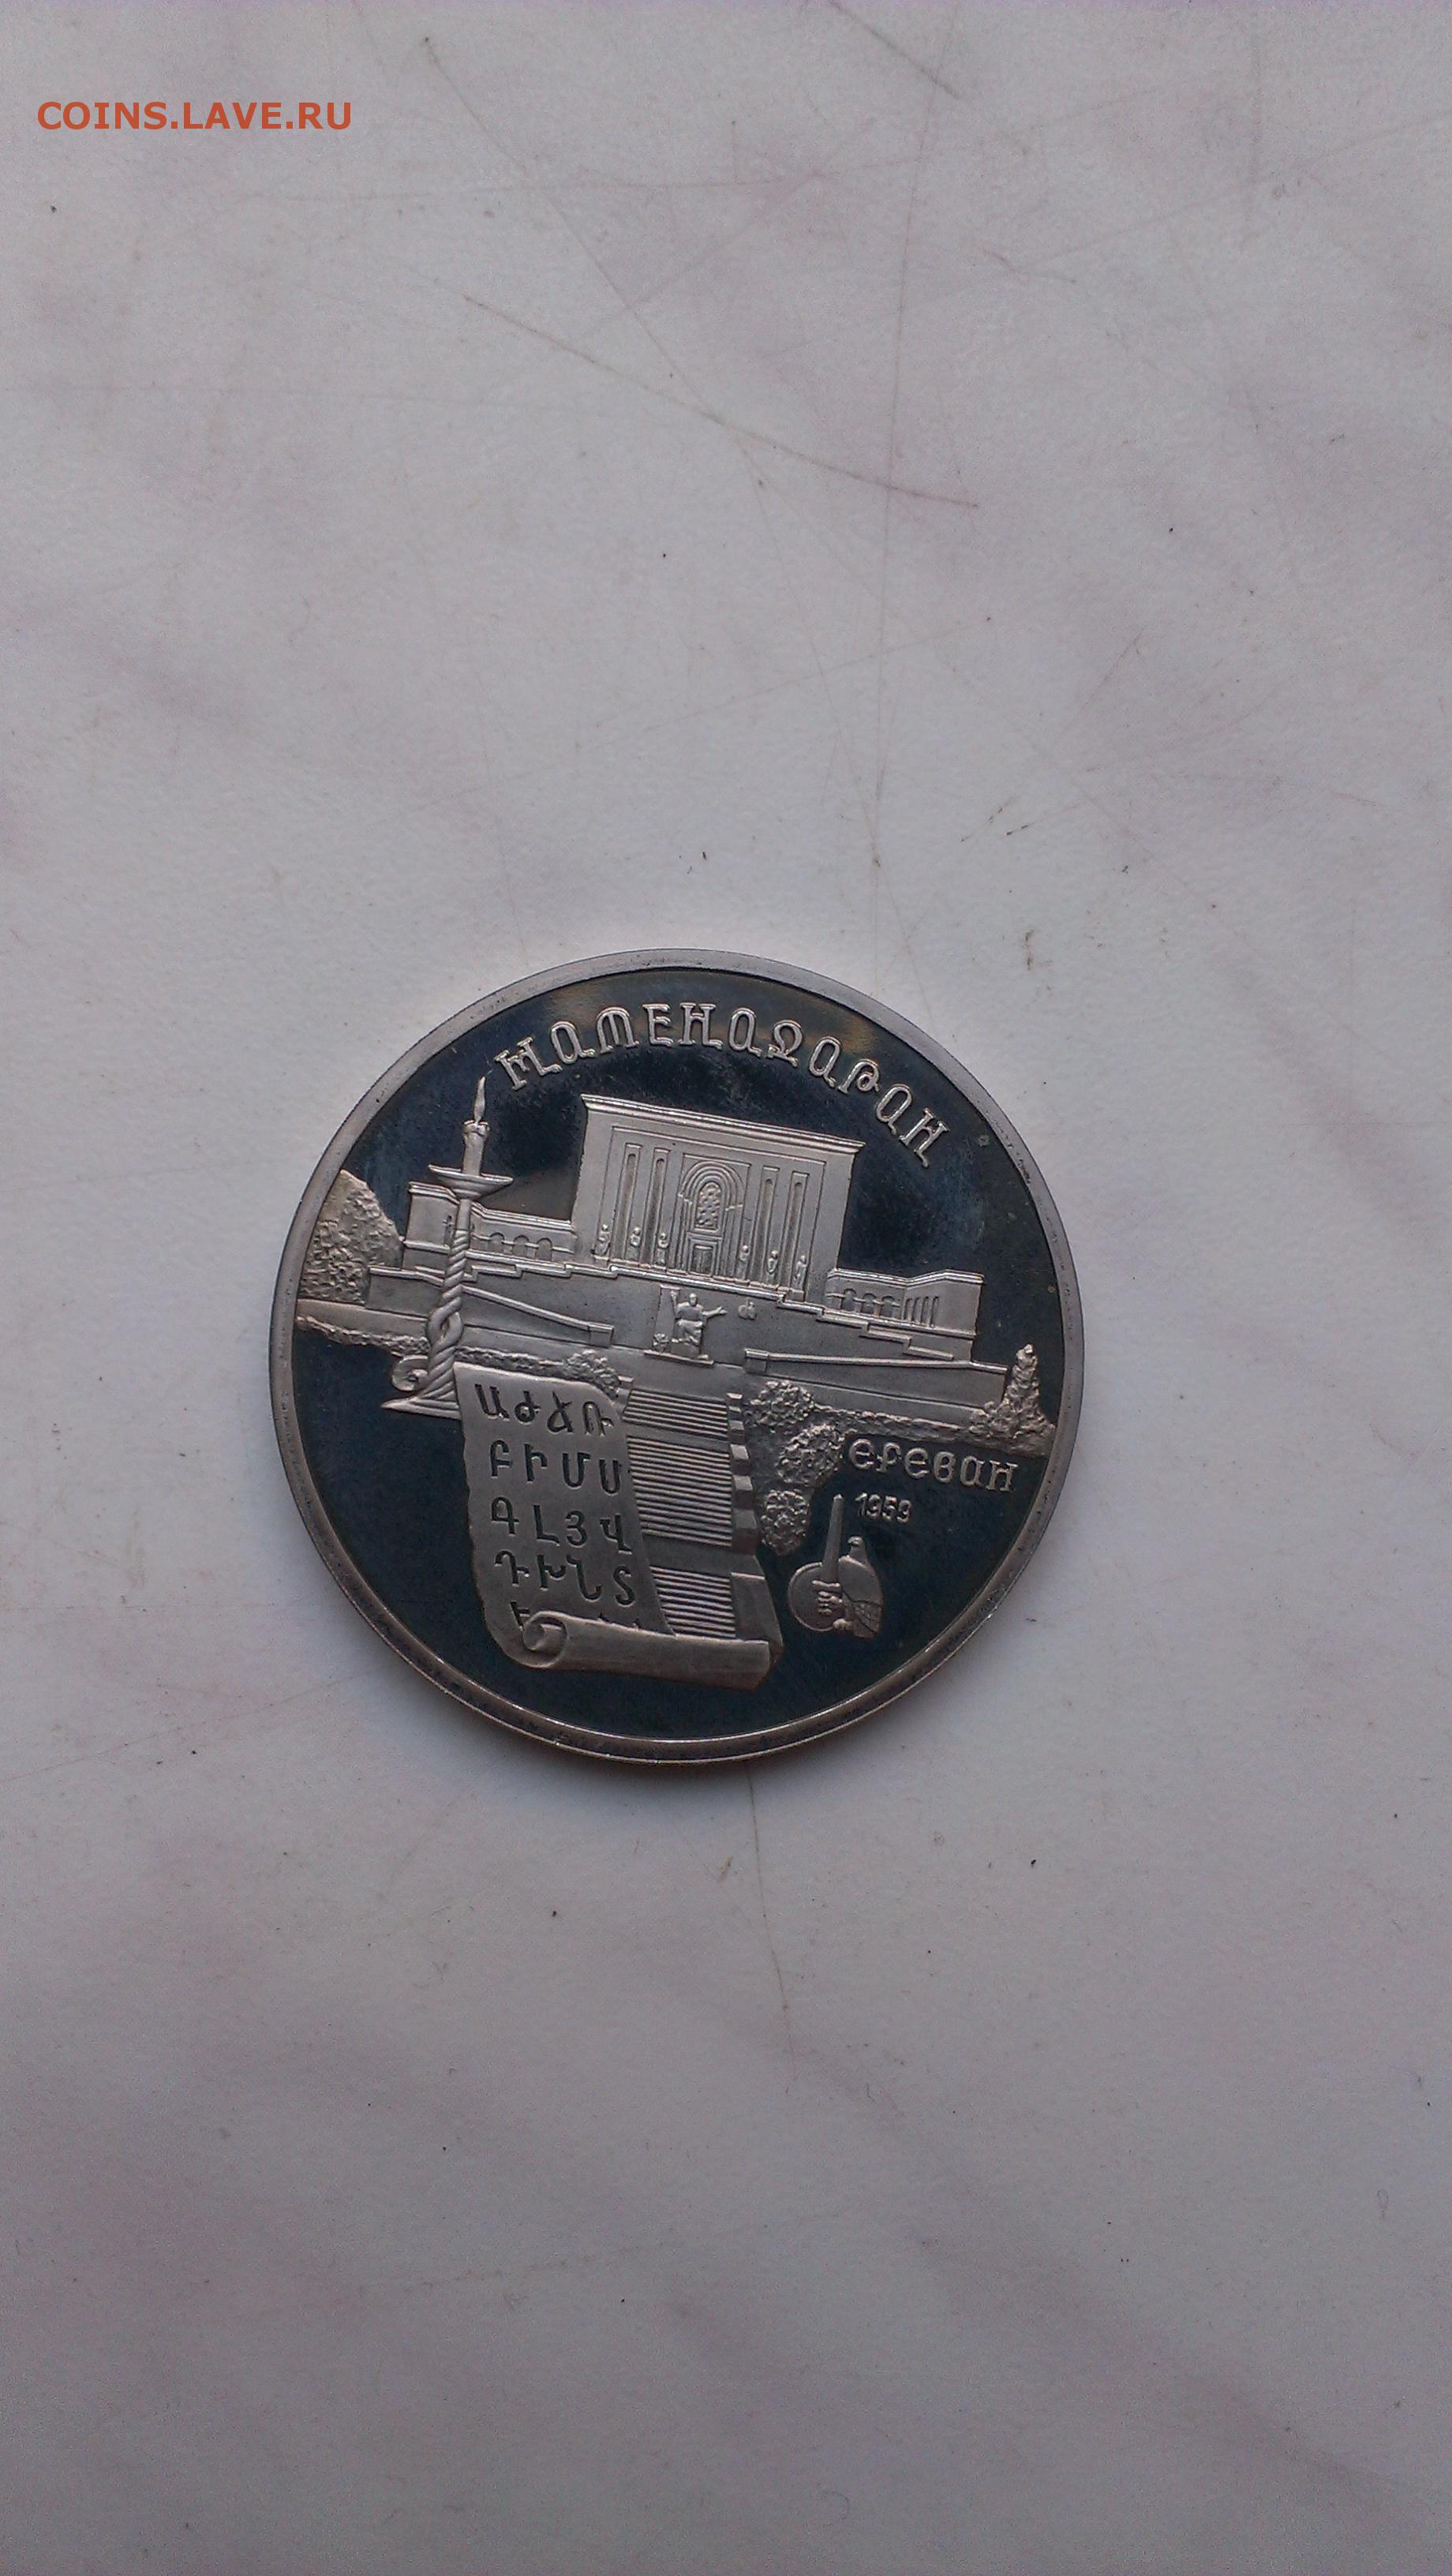 COINS.LAVE.RU
МАТЕНАДАРАН
ԱԺՃՌ
ԲԻՄՍ
ԳԼՅՎ
ԴԽՆՏ
ЕРЕВАН
1959